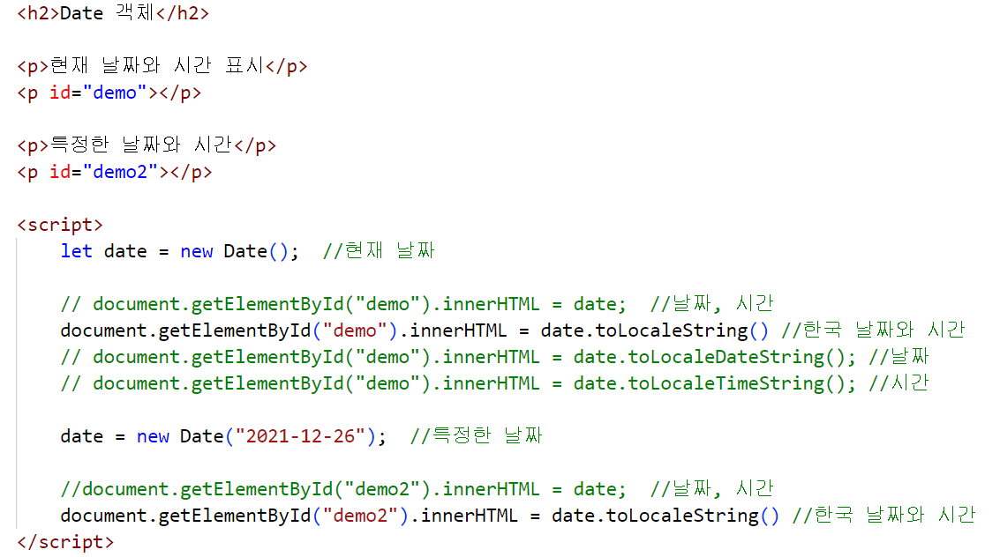 <h2>Date 객체</h2>
<p>현재 날짜와 시간 표시</p>
<p id="demo"></p>
<p>특정한 날짜와 시간</p>
<p id="demo2"></p>
<script>
let date = new Date();  //현재 날짜
// document.getElementById("demo").innerHTML = date;  //날짜, 시간
document.getElementById("demo").innerHTML = date.toLocaleString() //한국 날짜와 시간
// document.getElementById("demo").innerHTML = date.toLocaleDateString(); //날짜
// document.getElementById("demo").innerHTML = date.toLocaleTimeString(); //시간
date = new Date("2021-12-26");  //특정한 날짜
//document.getElementById("demo2").innerHTML = date;  //날짜, 시간
document.getElementById("demo2").innerHTML = date.toLocaleString() //한국 날짜와 시간
</script>